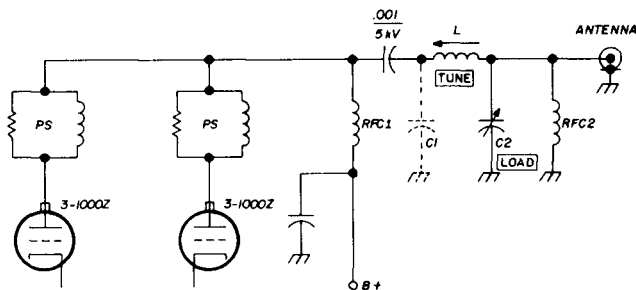 .001
5kV
L
ANTENNA
TUNE
PS
PS
RFC1
C1
C2
RFC2
LOAD
3-1000Z
3-1000Z
B+